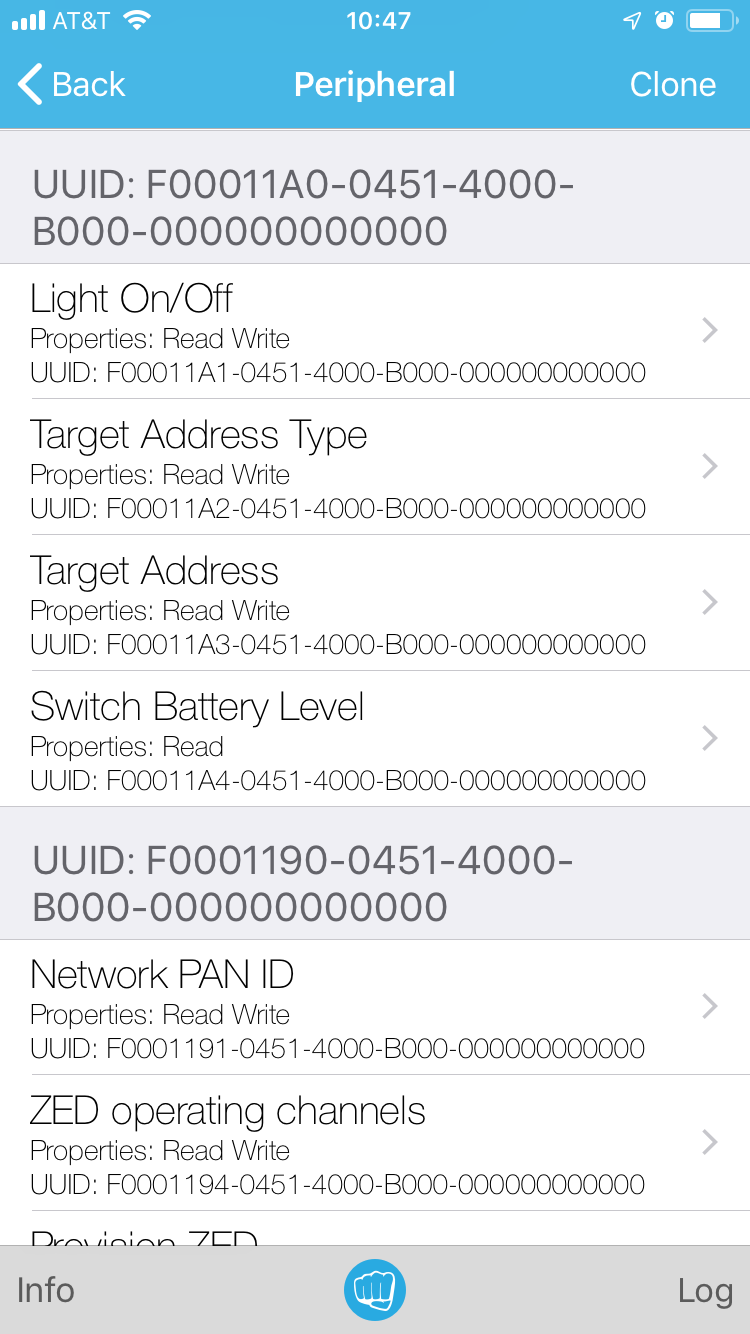 AT&T 10:47
Back Peripheral Clone
UUID: F00011A0-0451-4000-
B000-000000000000
Light On/Off
Properties: Read Write
UUID: F00011A1-0451-4000-B000-000000000000
Target Address Type
Properties: Read Write
UUID: F00011A2-0451-4000-B000-000000000000
Target Address
Properties: Read Write
UUID: F00011A3-0451-4000-B000-000000000000
Switch Battery Level
Properties: Read
UUID: F00011A4-0451-4000-B000-000000000000
UUID: F0001190-0451-4000-
B000-000000000000
Network PAN ID
Properties: Read Write
UUID: F0001191-0451-4000-B000-000000000000
ZED operating channels
Properties: Read Write
UUID: F0001194-0451-4000-B000-000000000000
Provision ZED
Info Log